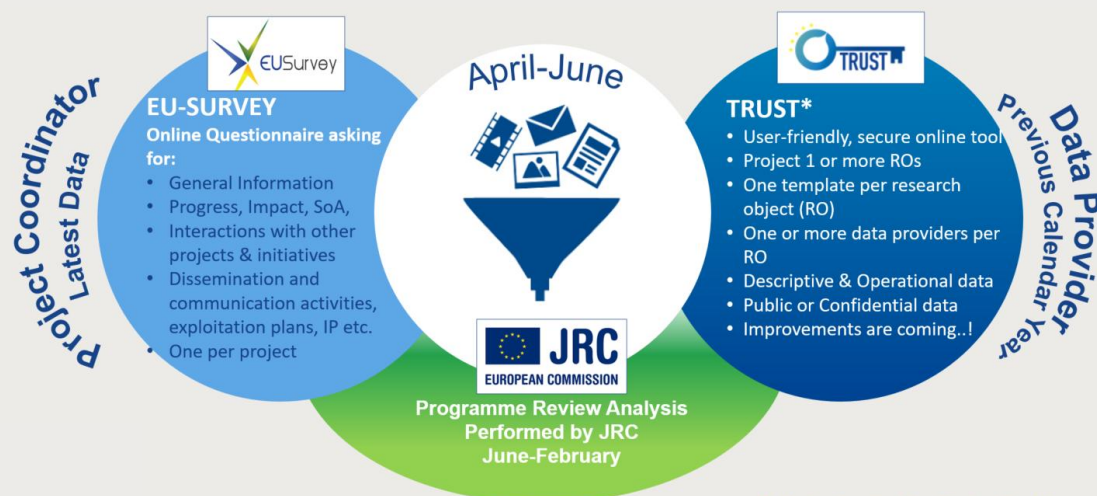 Project Coordinator
Latest Data
EUSurvey
EU-SURVEY
Online Questionnaire asking
for:
• General Information
• Progress, Impact, SoA,
• Interactions with other
projects & initiatives
• Dissemination and
communication activities,
exploitation plans, IP etc.
• One per project
April-June
JRC
EUROPEAN COMMISSION
Programme Review Analysis
Performed by JRC
June-February
TRUST
TRUST*
• User-friendly, secure online tool
• Project 1 or more ROs
• One template per research
object (RO)
• One or more data providers per
RO
• Descriptive & Operational data
• Public or Confidential data
• Improvements are coming..!
Data Provider
Previous Calendar Year